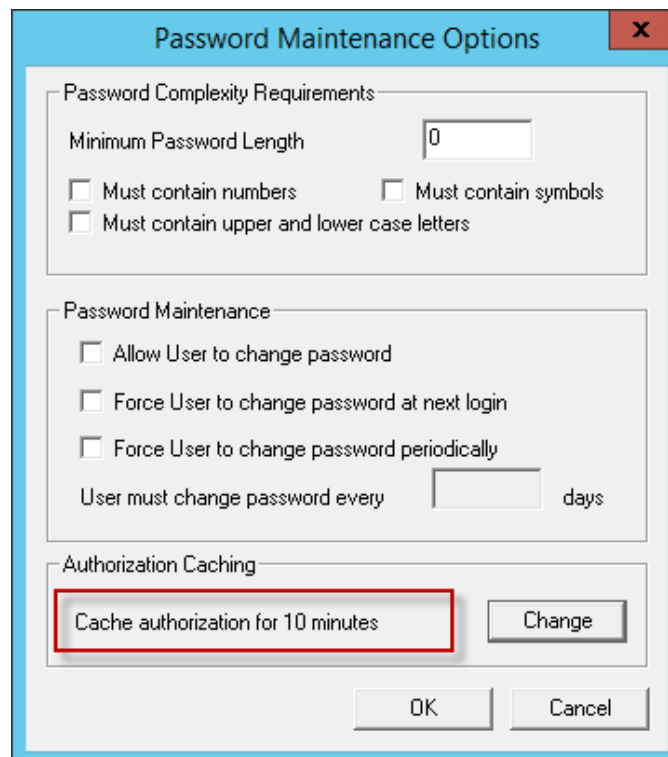 Password Maintenance Options
x
Password Complexity Requirements
Minimum Password Length 0
Must contain numbers Must contain symbols
Must contain upper and lower case letters
Password Maintenance
Allow User to change password
Force User to change password at next login
Force User to change password periodically
User must change password every days
Authorization Caching
Cache authorization for 10 minutes Change
OK Cancel